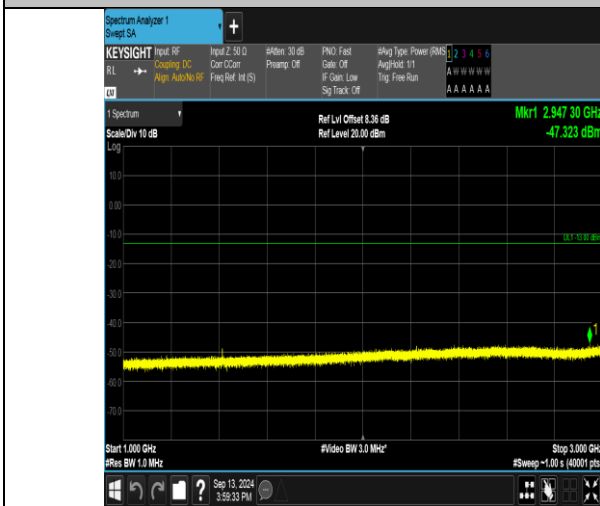 Spectrum Analyzer 1
Swept SA
+
KEYSIGHT Input: RF Input Z: 50 Ω #Atten: 30 dB PNO: Fast #Avg Type: Power (RMS 1 2 3 4 5 6
RL Coupling: DC Corr CCorr Preamp: Off Gate: Off Avg|Hold: 1/1 A W W W W W
Align: Auto/No RF Freq Ref: Int (S) IF Gain: Low Trig: Free Run
Sig Track: Off A A A A A A
LXI
1 Spectrum Ref Lvl Offset 8.36 dB Mkr1 2.947 30 GHz
Scale/Div 10 dB Ref Level 20.00 dBm -47.323 dBm
Log
10.0
0.00
-10.0
DL1 -13.00 dBm
-20.0
-30.0
-40.0
1
-50.0
-60.0
-70.0
Start 1.000 GHz #Video BW 3.0 MHz* Stop 3.000 GHz
#Res BW 1.0 MHz #Sweep ~1.00 s (40001 pts
? Sep 13, 2024
3:59:33 PM